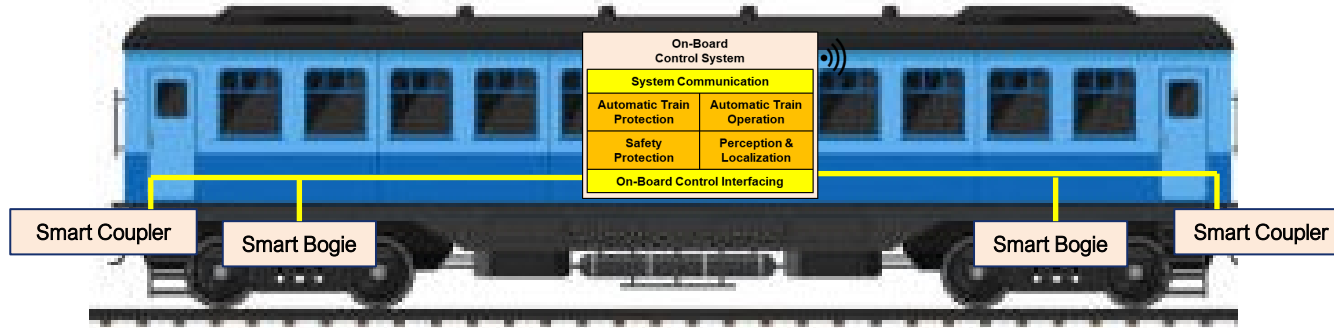 On-Board
Control System
System Communication
Automatic Train
Protection
Automatic Train
Operation
Safety
Protection
Perception &
Localization
On-Board Control Interfacing
Smart Coupler
Smart Bogie
Smart Bogie
Smart Coupler